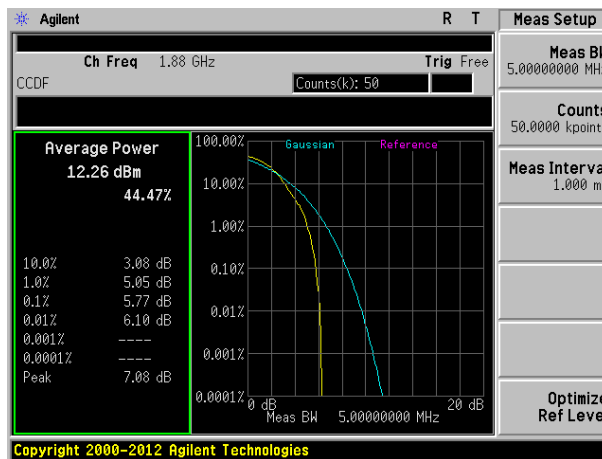 Agilent R T Meas Setup
Ch Freq 1.88 GHz Trig Free
CCDF Counts(k): 50
Meas
5.00000000
Counts
50.0000
Meas
1.000
Average Power
12.26 dBm
44.47%
10.0% 3.08 dB
1.0% 5.05 dB
0.1% 5.77 dB
0.01% 6.10 dB
0.001% ----
0.0001% ----
Peak 7.08 dB
Gaussian Reference
100.00%
10.00%
1.00%
0.10%
0.01%
0.001%
0.0001%
0 dB 20 dB
Meas BW 5.00000000 MHz
Optimize
Ref
Copyright 2000-2012 Agilent Technologies